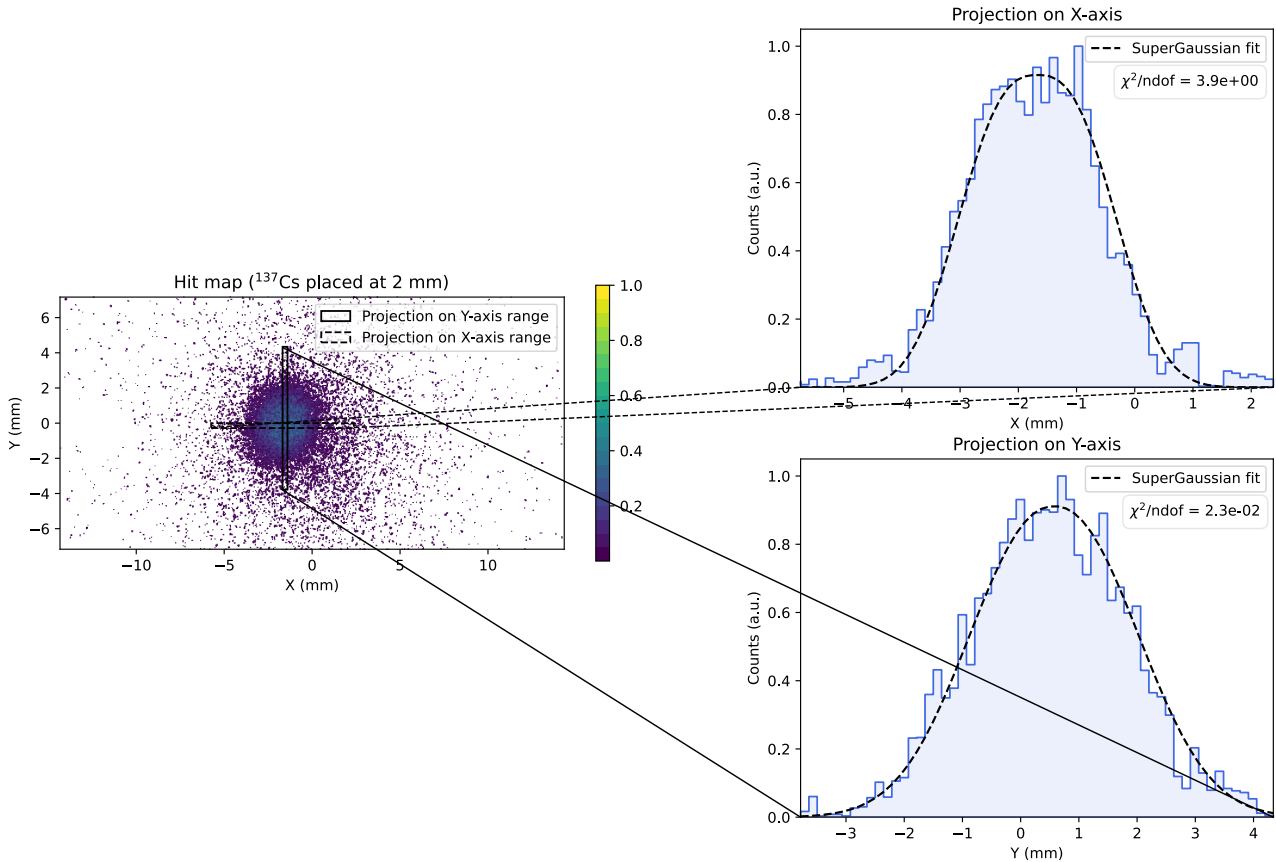 Projection on X-axis
1.0
0.8
0.6
0.4
0.2
0.0
Counts (a.u.)
SuperGaussian fit
χ²/ndof = 3.9e+00
−5 −4 −3 −2 −1 0 1 2
X (mm)
Hit map (¹³⁷Cs placed at 2 mm)
6
4
2
0
−2
−4
−6
Y (mm)
Projection on Y-axis range
Projection on X-axis range
−10 −5 0 5 10
X (mm)
1.0
0.8
0.6
0.4
0.2
Projection on Y-axis
1.0
0.8
0.6
0.4
0.2
0.0
Counts (a.u.)
SuperGaussian fit
χ²/ndof = 2.3e-02
−3 −2 −1 0 1 2 3 4
Y (mm)